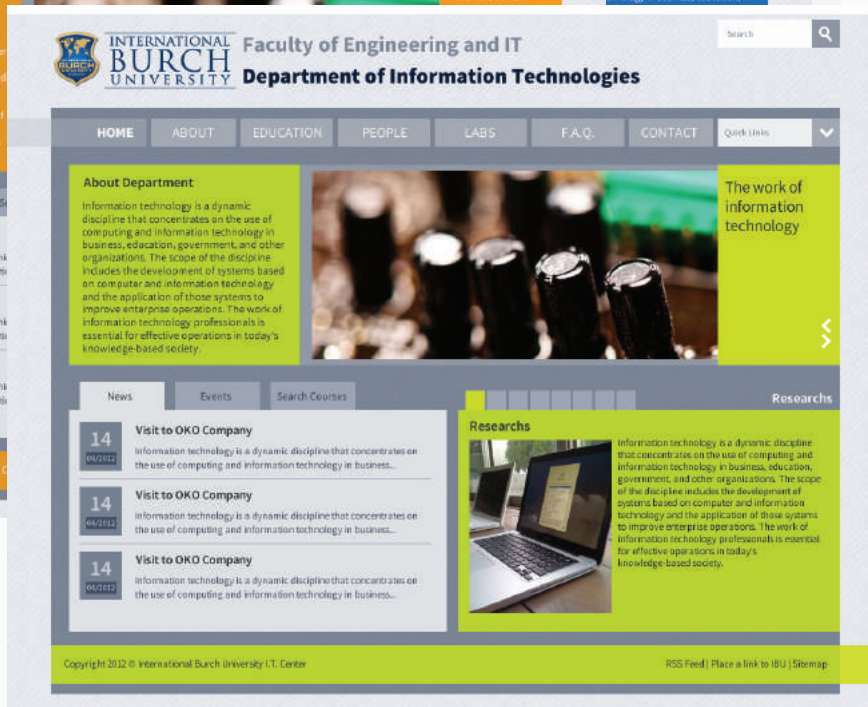 INTERNATIONAL
BURCH
UNIVERSITY
BURCH
Faculty of Engineering and IT
Department of Information Technologies
Search
HOME ABOUT EDUCATION PEOPLE LABS F.A.Q. CONTACT Quick Links
About Department
Information technology is a dynamic
discipline that concentrates on the use of
computing and information technology in
business, education, government, and other
organizations. The scope of the discipline
includes the development of systems based
on computer and information technology
and the application of those systems to
improve enterprise operations. The work of
information technology professionals is
essential for effective operations in today's
knowledge-based society.
The work of
information
technology
News Events Search Courses
14
06/2012
Visit to OKO Company
Information technology is a dynamic discipline that concentrates on
the use of computing and information technology in business...
14
06/2012
Visit to OKO Company
Information technology is a dynamic discipline that concentrates on
the use of computing and information technology in business...
14
06/2012
Visit to OKO Company
Information technology is a dynamic discipline that concentrates on
the use of computing and information technology in business...
Researchs
Researchs
Information technology is a dynamic discipline
that concentrates on the use of computing and
information technology in business, education,
government, and other organizations. The scope
of the discipline includes the development of
systems based on computer and information
technology and the application of those systems
to improve enterprise operations. The work of
information technology professionals is essential
for effective operations in today's
knowledge-based society.
Copyright 2012 © International Burch University I.T. Center
RSS Feed | Place a link to IBU | Sitemap